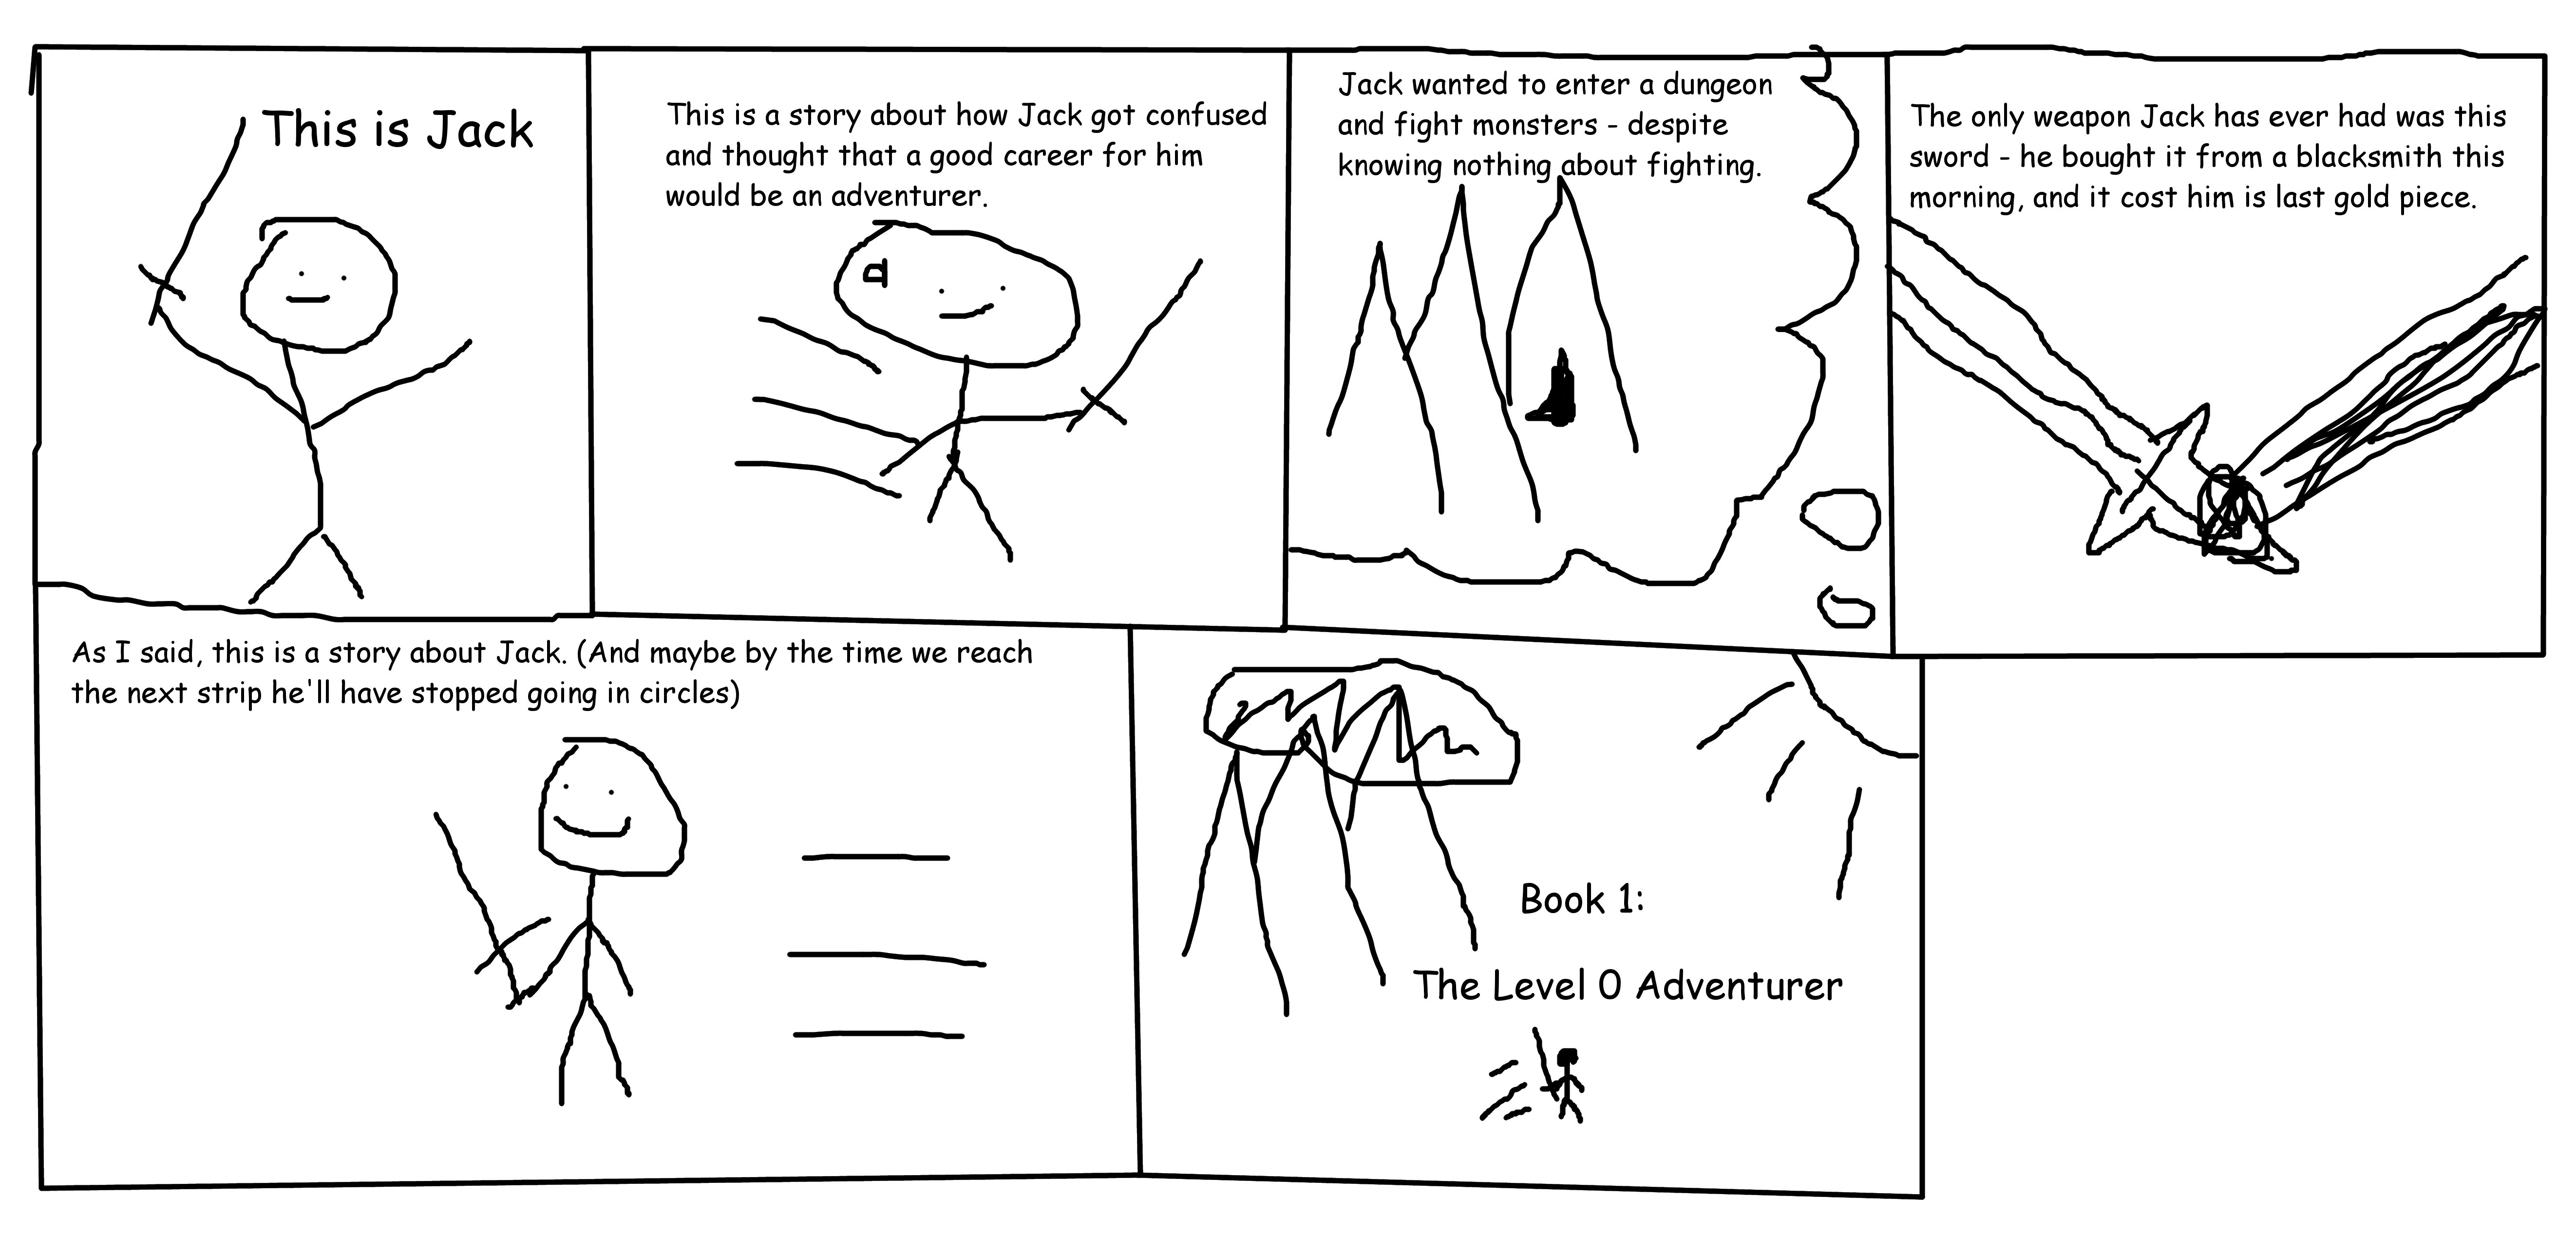 This is Jack
This is a story about how Jack got confused
and thought that a good career for him
would be an adventurer.
Jack wanted to enter a dungeon
and fight monsters - despite
knowing nothing about fighting.
The only weapon Jack has ever had was this
sword - he bought it from a blacksmith this
morning, and it cost him is last gold piece.
As I said, this is a story about Jack. (And maybe by the time we reach
the next strip he'll have stopped going in circles)
Book 1:
The Level 0 Adventurer